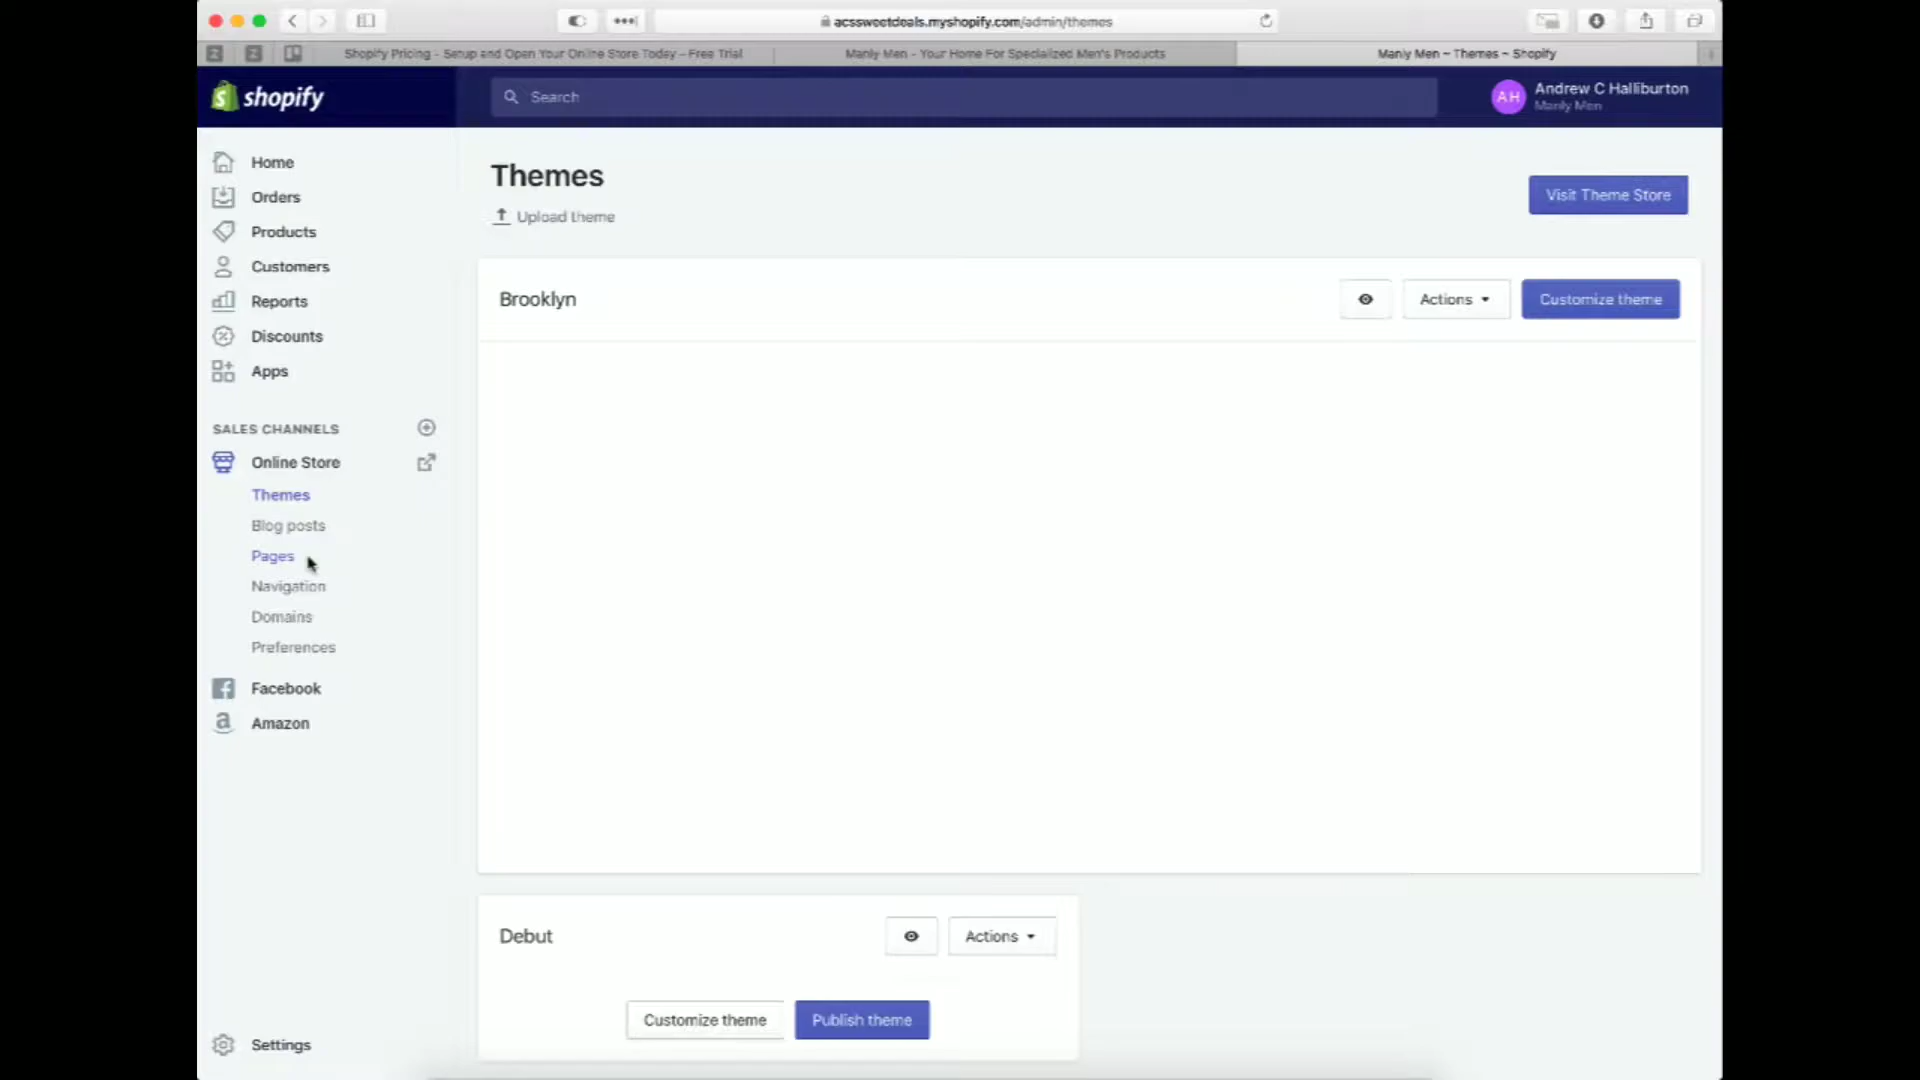 acssweetdeals.myshopify.com/admin/themes
Shopify Pricing - Setup and Open Your Online Store Today – Free Trial
Manly Men - Your Home For Specialized Men's Products
Manly Men ~ Themes ~ Shopify
shopify
Search
AH
Andrew C Halliburton
Manly Men
Home
Orders
Products
Customers
Reports
Discounts
Apps
SALES CHANNELS
Online Store
Themes
Blog posts
Pages
Navigation
Domains
Preferences
Facebook
Amazon
Settings
Themes
Upload theme
Visit Theme Store
Brooklyn
Actions
Customize theme
Debut
Actions
Customize theme
Publish theme